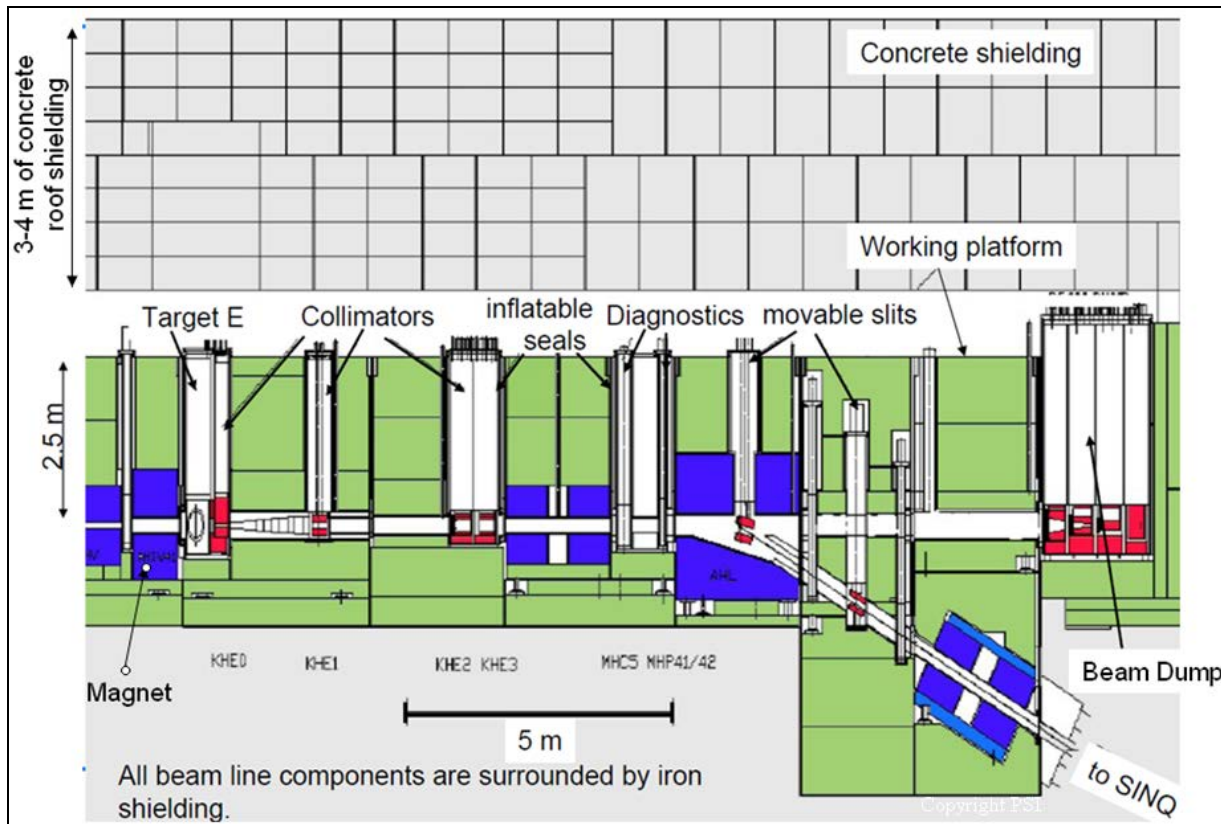 3-4 m of concrete
roof shielding
Concrete shielding
Working platform
Target E
Collimators
inflatable
seals
Diagnostics
movable slits
2.5 m
AHL
KHE0
KHE1
KHE2 KHE3
MHC5 MHP41/42
Magnet
Beam Dump
5 m
to SINQ
All beam line components are surrounded by iron
shielding.
Copyright PSI